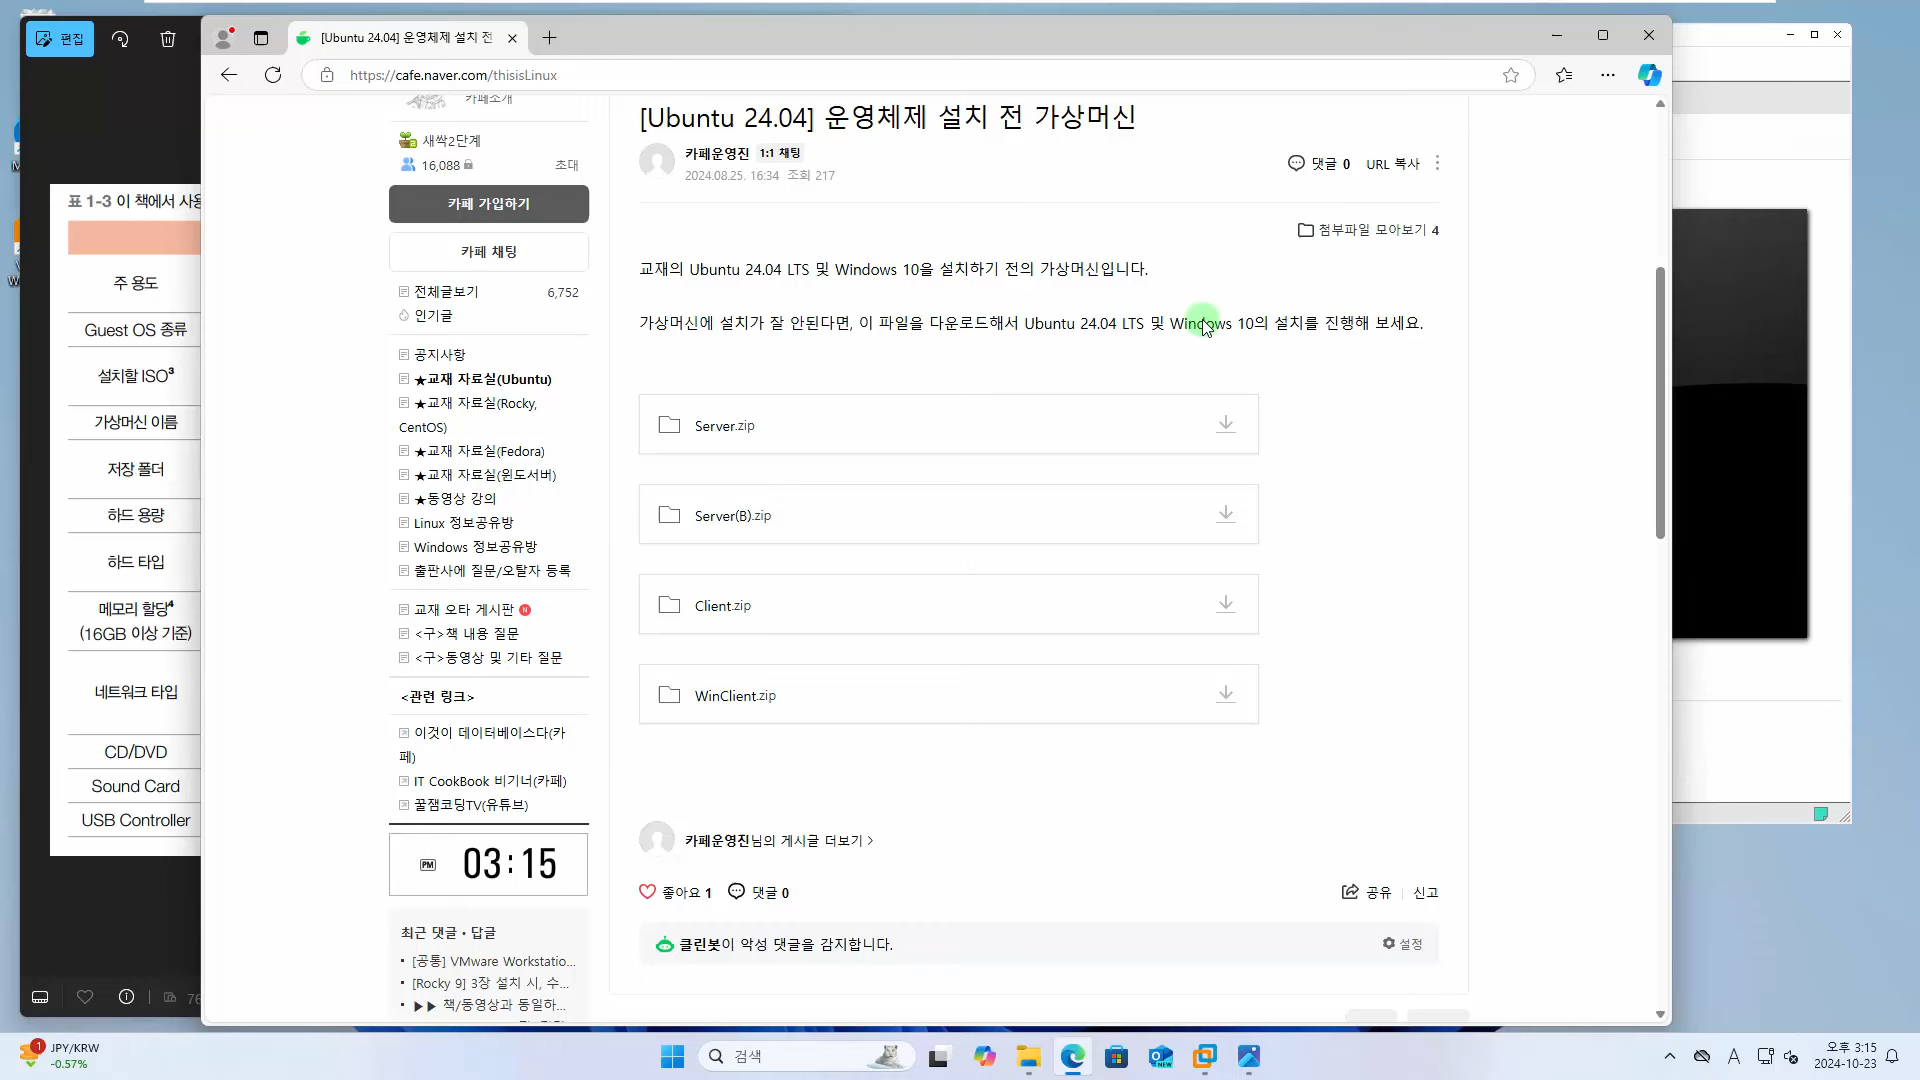 편집
[Ubuntu 24.04] 운영체제 설치 전
https://cafe.naver.com/thisisLinux
표 1-3 이 책에서 사용
주 용도
Guest OS 종류
설치할 ISO³
가상머신 이름
저장 폴더
하드 용량
하드 타입
메모리 할당⁴
(16GB 이상 기준)
네트워크 타입
CD/DVD
Sound Card
USB Controller
76
카페소개
새싹2단계
16,088 초대
카페 가입하기
카페 채팅
전체글보기 6,752
인기글
공지사항
★교재 자료실(Ubuntu)
★교재 자료실(Rocky,
CentOS)
★교재 자료실(Fedora)
★교재 자료실(윈도서버)
★동영상 강의
Linux 정보공유방
Windows 정보공유방
출판사에 질문/오탈자 등록
교재 오타 게시판 N
<구>책 내용 질문
<구>동영상 및 기타 질문
<관련 링크>
이것이 데이터베이스다(카
페)
IT CookBook 비기너(카페)
꿀잼코딩TV(유튜브)
PM 03:15
최근 댓글 • 답글
[공통] VMware Workstatio...
[Rocky 9] 3장 설치 시, 수...
▶▶ 책/동영상과 동일하...
[Ubuntu 24.04] 운영체제 설치 전 가상머신
카페운영진 1:1 채팅
2024.08.25. 16:34 조회 217
댓글 0 URL 복사
첨부파일 모아보기 4
교재의 Ubuntu 24.04 LTS 및 Windows 10을 설치하기 전의 가상머신입니다.
가상머신에 설치가 잘 안된다면, 이 파일을 다운로드해서 Ubuntu 24.04 LTS 및 Windows 10의 설치를 진행해 보세요.
Server.zip
Server(B).zip
Client.zip
WinClient.zip
카페운영진님의 게시글 더보기 >
좋아요 1 댓글 0
공유 신고
클린봇이 악성 댓글을 감지합니다.
설정
1
JPY/KRW
-0.57%
검색
NEW
A
오후 3:15
2024-10-23